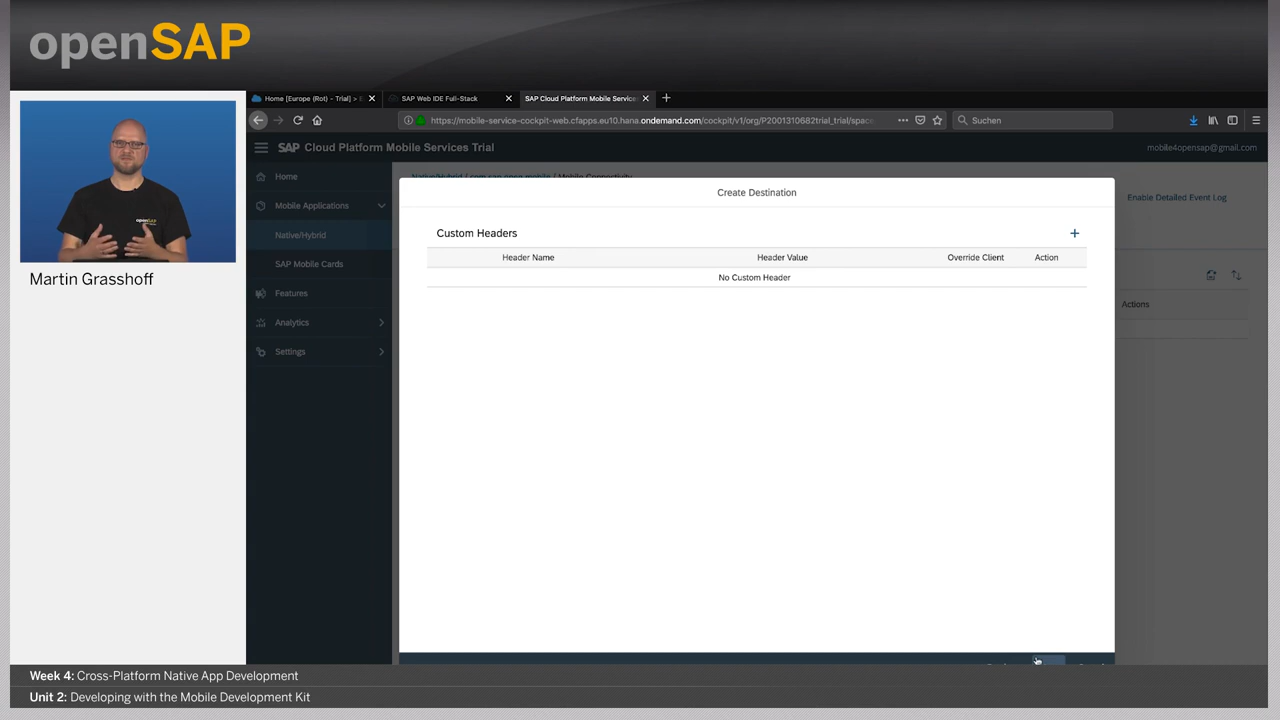 openSAP
Home [Europe (Rot) - Trial] >
SAP Web IDE Full-Stack
SAP Cloud Platform Mobile Service
https://mobile-service-cockpit-web.cfapps.eu10.hana.ondemand.com/cockpit/v1/org/P2001310682trial_trial/space
Suchen
SAP Cloud Platform Mobile Services Trial
mobile4opensap@gmail.com
Home
Mobile Applications
Native/Hybrid
SAP Mobile Cards
Features
Analytics
Settings
Native/Hybrid / com.sap.open.mobile / Mobile Connectivity
Enable Detailed Event Log
Actions
Create Destination
Custom Headers
Header Name Header Value Override Client Action
No Custom Header
openSAP
Martin Grasshoff
Week 4: Cross-Platform Native App Development
Unit 2: Developing with the Mobile Development Kit